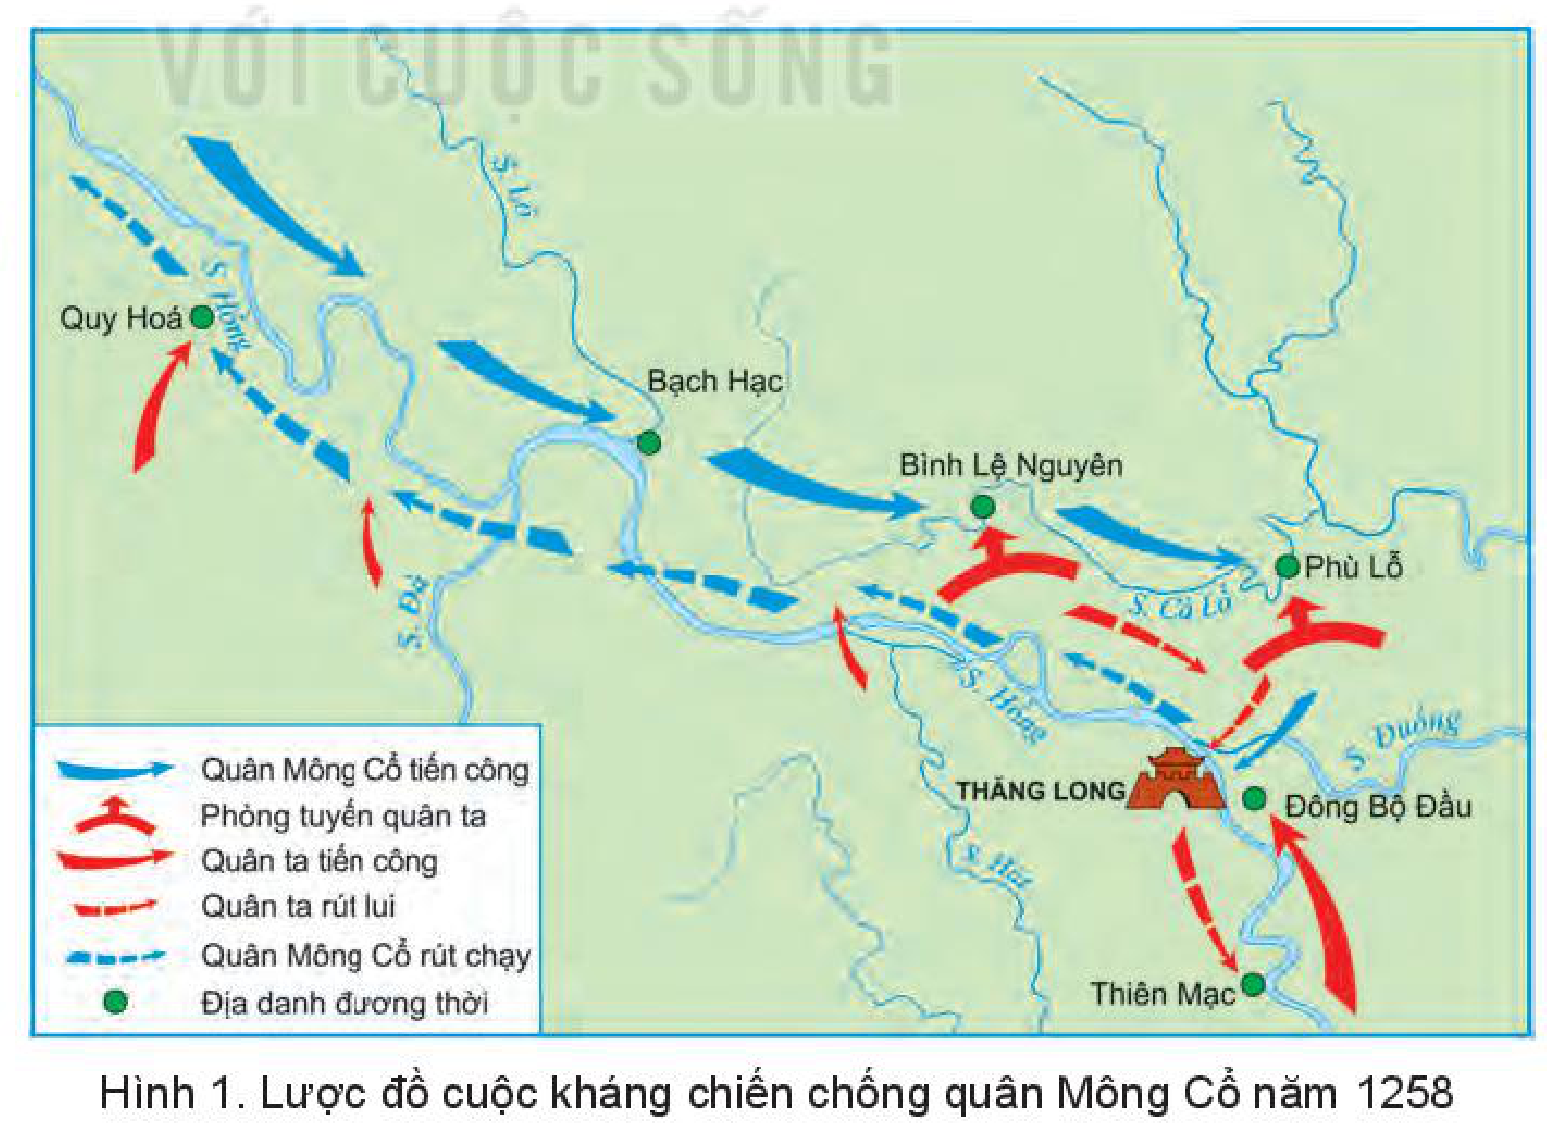 VỚI CUỘC SỐNG
S. Lô
Quy Hoá
S. Hồng
Bạch Hạc
Bình Lệ Nguyên
Phù Lỗ
S. Cà Lồ
S. Đà
S. Hồng
S. Đuống
THĂNG LONG
Đông Bộ Đầu
S. Hát
Thiên Mạc
Quân Mông Cổ tiến công
Phòng tuyến quân ta
Quân ta tiến công
Quân ta rút lui
Quân Mông Cổ rút chạy
Địa danh đương thời
Hình 1. Lược đồ cuộc kháng chiến chống quân Mông Cổ năm 1258